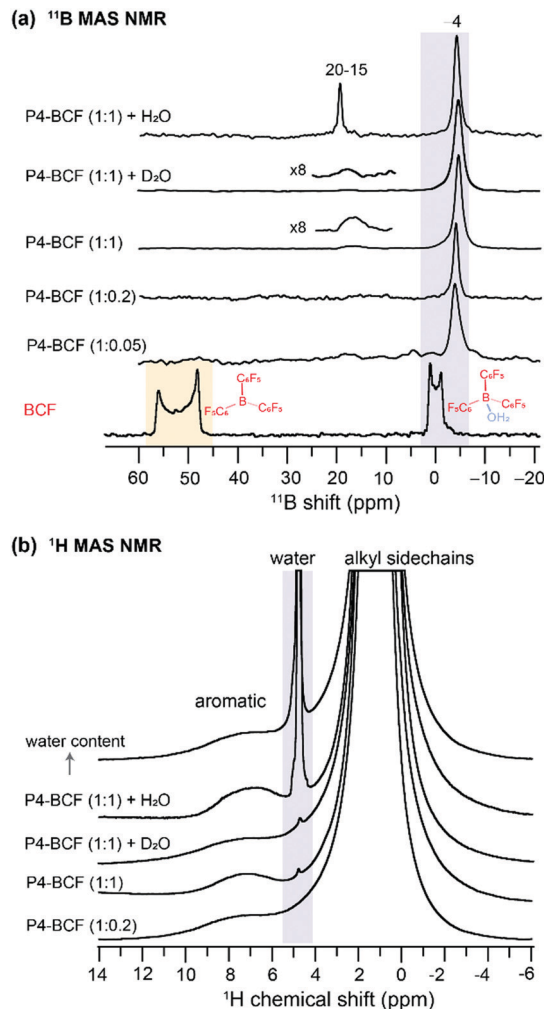 (a) ¹¹B MAS NMR
–4
20-15
P4-BCF (1:1) + H₂O
P4-BCF (1:1) + D₂O
x8
P4-BCF (1:1)
x8
P4-BCF (1:0.2)
P4-BCF (1:0.05)
BCF
C₆F₅
B
F₅C₆
C₆F₅
C₆F₅
B
F₅C₆
C₆F₅
OH₂
60 50 40 30 20 10 0 –10 –20
¹¹B shift (ppm)
(b) ¹H MAS NMR
water
alkyl sidechains
aromatic
water content
P4-BCF (1:1) + H₂O
P4-BCF (1:1) + D₂O
P4-BCF (1:1)
P4-BCF (1:0.2)
14 12 10 8 6 4 2 0 -2 -4 -6
¹H chemical shift (ppm)